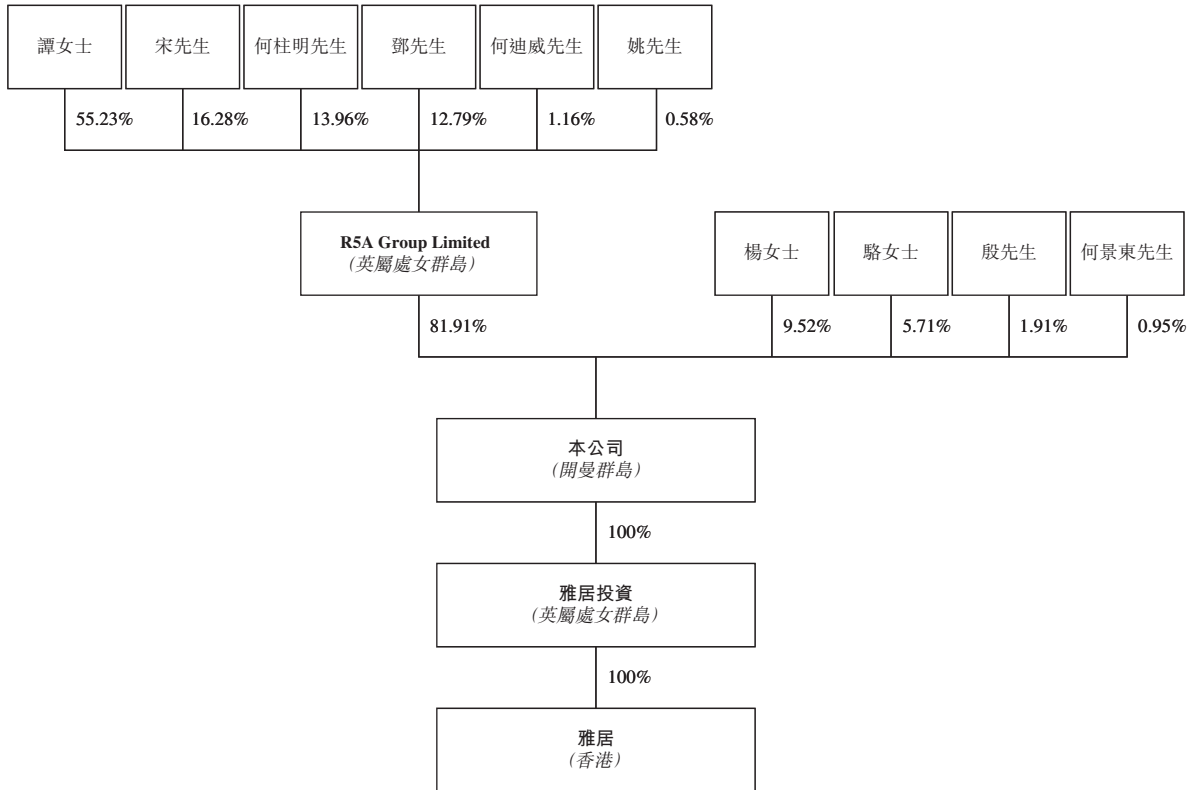 譚女士
宋先生
何柱明先生
鄧先生
何迪威先生
姚先生
55.23%
16.28%
13.96%
12.79%
1.16%
0.58%
R5A Group Limited
(英屬處女群島)
楊女士
駱女士
殷先生
何景東先生
81.91%
9.52%
5.71%
1.91%
0.95%
本公司
(開曼群島)
100%
雅居投資
(英屬處女群島)
100%
雅居
(香港)